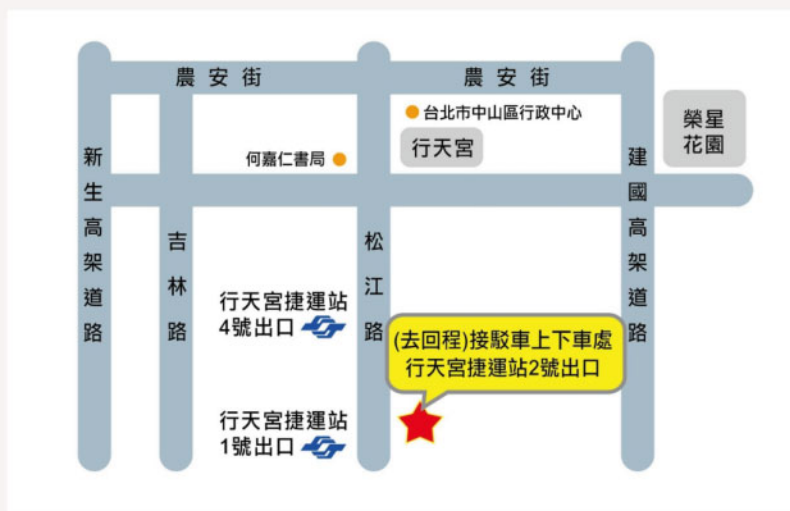 農安街
農安街
台北市中山區行政中心
行天宮
榮星
花園
何嘉仁書局
新生高架道路
吉林路
松江路
建國高架道路
行天宮捷運站
4號出口
(去回程)接駁車上下車處
行天宮捷運站2號出口
行天宮捷運站
1號出口